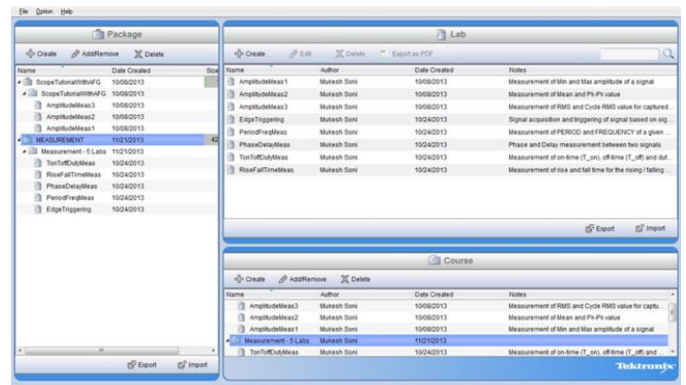 File Option Help
Package
Create Add/Remove Delete
Name Date Created Size
ScopeTutorialWithAFG 10/08/2013
ScopeTutorialWithAFG 10/08/2013
AmplitudeMeas3 10/08/2013
AmplitudeMeas2 10/08/2013
AmplitudeMeas1 10/08/2013
MEASUREMENT 11/21/2013 42
Measurement - 5 Labs 11/21/2013
TonToffDutyMeas 10/24/2013
RiseFallTimeMeas 10/24/2013
PhaseDelayMeas 10/24/2013
PeriodFreqMeas 10/24/2013
EdgeTriggering 10/24/2013
Export Import
Lab
Create Edit Delete Export as PDF
Name Author Date Created Notes
AmplitudeMeas1 Mukesh Soni 10/08/2013 Measurement of Min and Max amplitude of a signal
AmplitudeMeas2 Mukesh Soni 10/08/2013 Measurement of Mean and Pk-Pk value
AmplitudeMeas3 Mukesh Soni 10/08/2013 Measurement of RMS and Cycle RMS value for captured...
EdgeTriggering Mukesh Soni 10/24/2013 Signal acquisition and triggering of signal based on sig...
PeriodFreqMeas Mukesh Soni 10/24/2013 Measurement of PERIOD and FREQUENCY of a given ...
PhaseDelayMeas Mukesh Soni 10/24/2013 Phase and Delay measurement between two signals
TonToffDutyMeas Mukesh Soni 10/24/2013 Measurement of on-time (T_on), off-time (T_off) and dut...
RiseFallTimeMeas Mukesh Soni 10/24/2013 Measurement of rise and fall time for the rising / falling ...
Export Import
Course
Create Add/Remove Delete
Name Author Date Created Notes
AmplitudeMeas3 Mukesh Soni 10/08/2013 Measurement of RMS and Cycle RMS value for captu...
AmplitudeMeas2 Mukesh Soni 10/08/2013 Measurement of Mean and Pk-Pk value
AmplitudeMeas1 Mukesh Soni 10/08/2013 Measurement of Min and Max amplitude of a signal
Measurement - 5 Labs Mukesh Soni 11/21/2013
TonToffDutyMeas Mukesh Soni 10/24/2013 Measurement of on-time (T_on), off-time (T_off) and ...
Tektronix